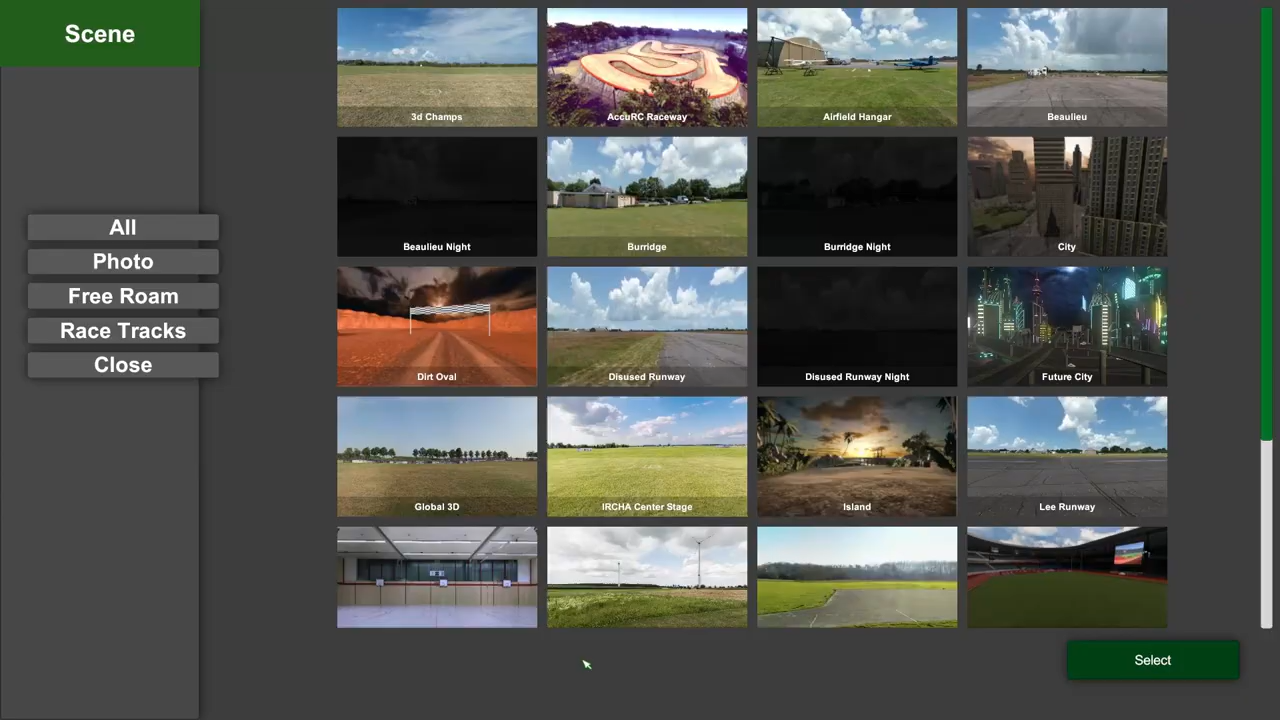 Scene
All
Photo
Free Roam
Race Tracks
Close
3d Champs
AccuRC Raceway
Airfield Hangar
Beaulieu
Beaulieu Night
Burridge
Burridge Night
City
Dirt Oval
Disused Runway
Disused Runway Night
Future City
Global 3D
IRCHA Center Stage
Island
Lee Runway
Select